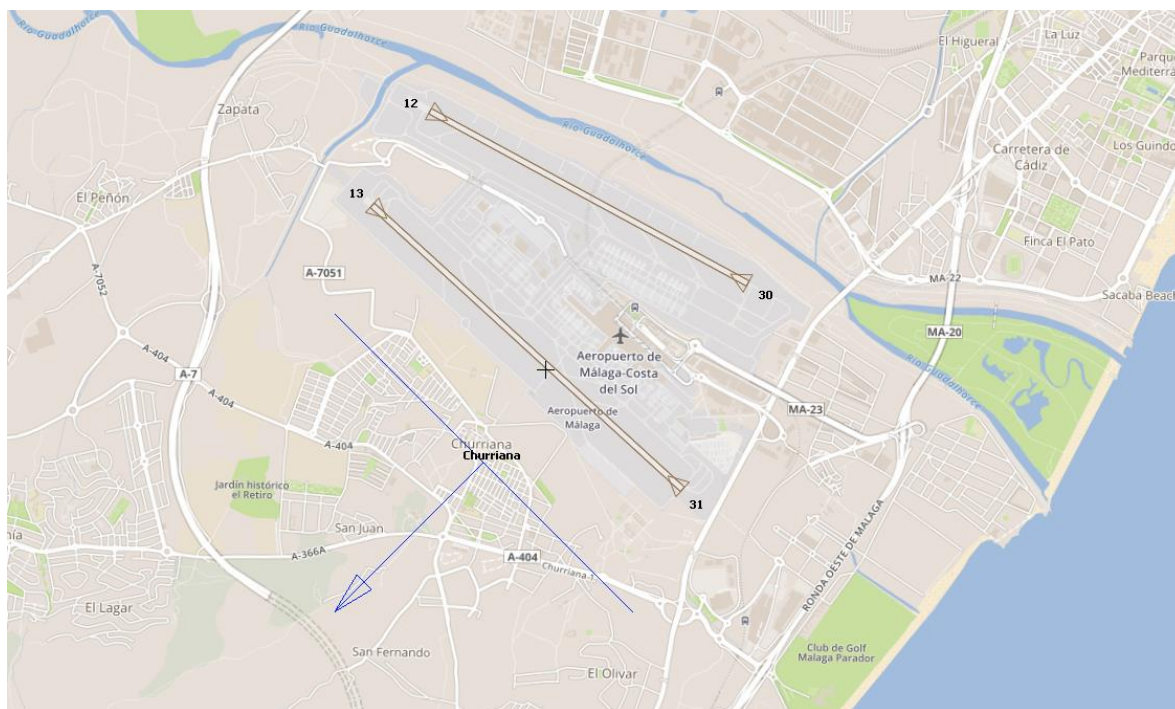 Río Guadalhorce
El Higueral
La Luz
Parque
Mediterrá
Los Guindo
Zapata
12
Río Guadalhorce
Carretera de
Cádiz
El Peñón
13
Finca El Pato
A-7051
MA-22
Sacaba Beach
30
A-7052
MA-20
A-404
Aeropuerto de
Málaga-Costa
del Sol
Río Guadalhorce
A-7
A-404
MA-23
Aeropuerto de
Málaga
A-404
Churriana
Churriana
Jardín histórico
el Retiro
31
San Juan
nía
A-366A
A-404
Churriana-1
RONDA OESTE DE MALAGA
El Lagar
San Fernando
Club de Golf
Malaga Parador
El Olivar